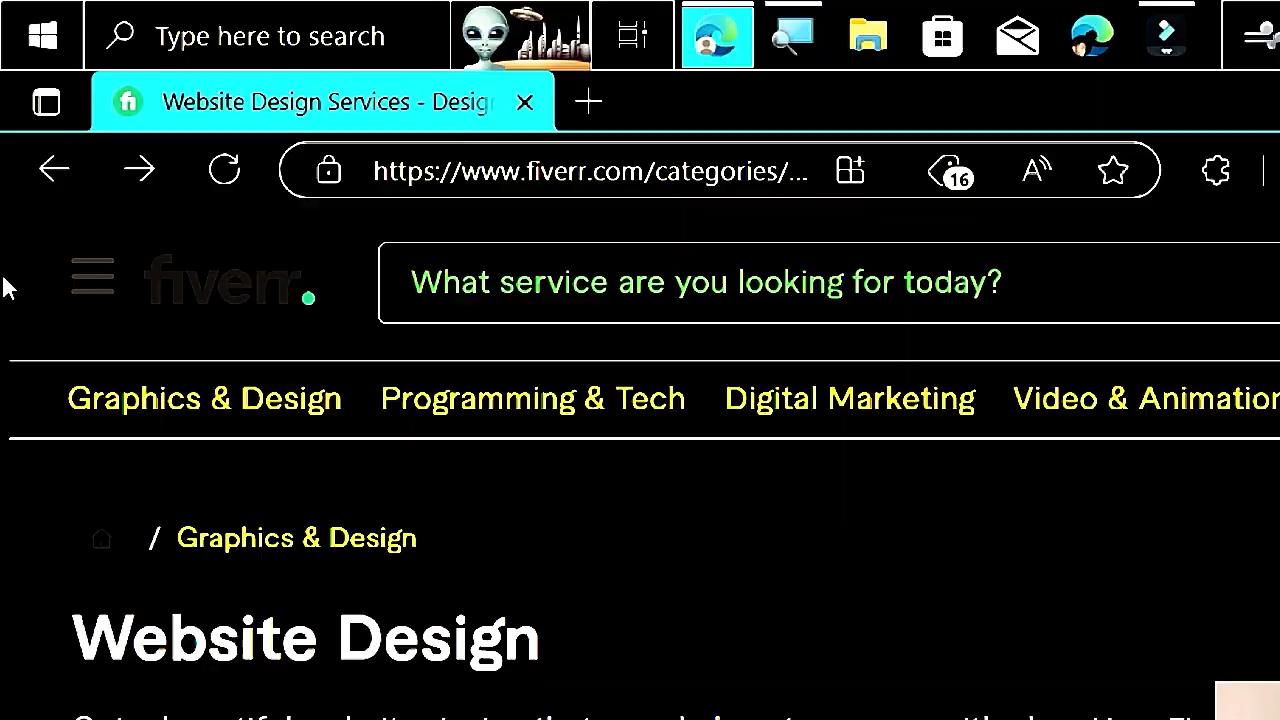 Type here to search
Website Design Services - Desig
https://www.fiverr.com/categories/...
16
fiverr.
What service are you looking for today?
Graphics & Design Programming & Tech Digital Marketing Video & Animation
/ Graphics & Design
Website Design